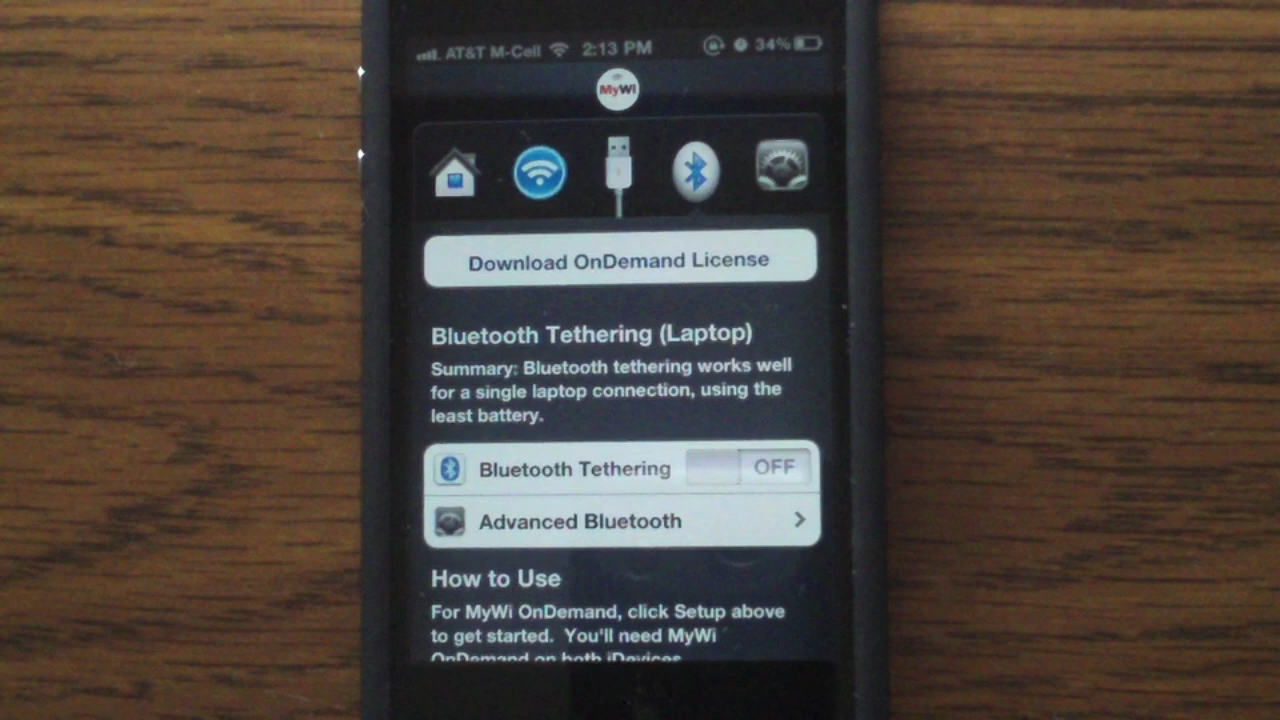 AT&T M-Cell 2:13 PM 34%
MyWi
Download OnDemand License
Bluetooth Tethering (Laptop)
Summary: Bluetooth tethering works well
for a single laptop connection, using the
least battery.
Bluetooth Tethering OFF
Advanced Bluetooth
How to Use
For MyWi OnDemand, click Setup above
to get started. You'll need MyWi
OnDemand on both iDevices